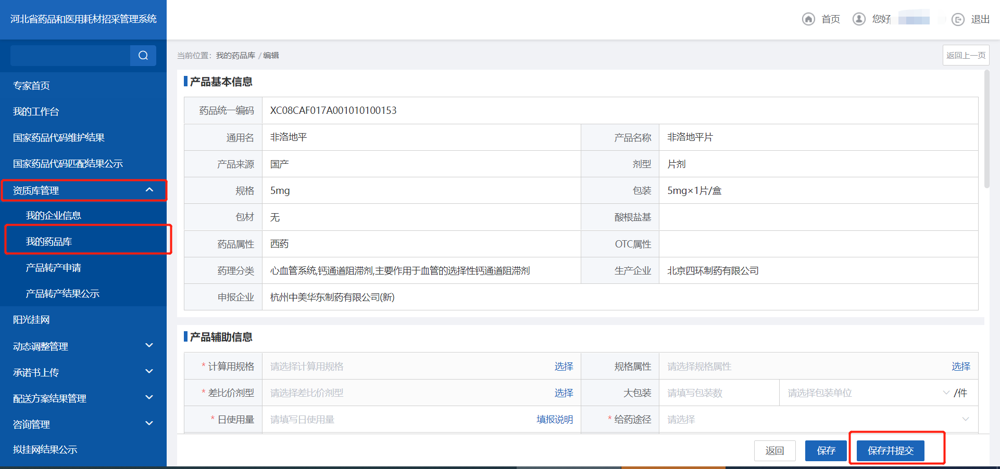 河北省药品和医用耗材招采管理系统
首页
您好
退出
当前位置：我的药品库 / 编辑
返回上一页
专家首页
我的工作台
国家药品代码维护结果
国家药品代码匹配结果公示
资质库管理
我的企业信息
我的药品库
产品转产申请
产品转产结果公示
阳光挂网
动态调整管理
承诺书上传
配送方案结果管理
咨询管理
拟挂网结果公示
产品基本信息
药品统一编码 XC08CAF017A001010100153
通用名 非洛地平 产品名称 非洛地平片
产品来源 国产 剂型 片剂
规格 5mg 包装 5mg×1片/盒
包材 无 酸根盐基
药品属性 西药 OTC属性
药理分类 心血管系统,钙通道阻滞剂,主要作用于血管的选择性钙通道阻滞剂 生产企业 北京四环制药有限公司
申报企业 杭州中美华东制药有限公司(新)
产品辅助信息
* 计算用规格 请选择计算用规格 选择 规格属性 请选择规格属性 选择
* 差比价剂型 请选择差比价剂型 选择 大包装 请填写包装数 请选择包装单位 /件
* 日使用量 请填写日使用量 填报说明 * 给药途径 请选择
返回 保存 保存并提交